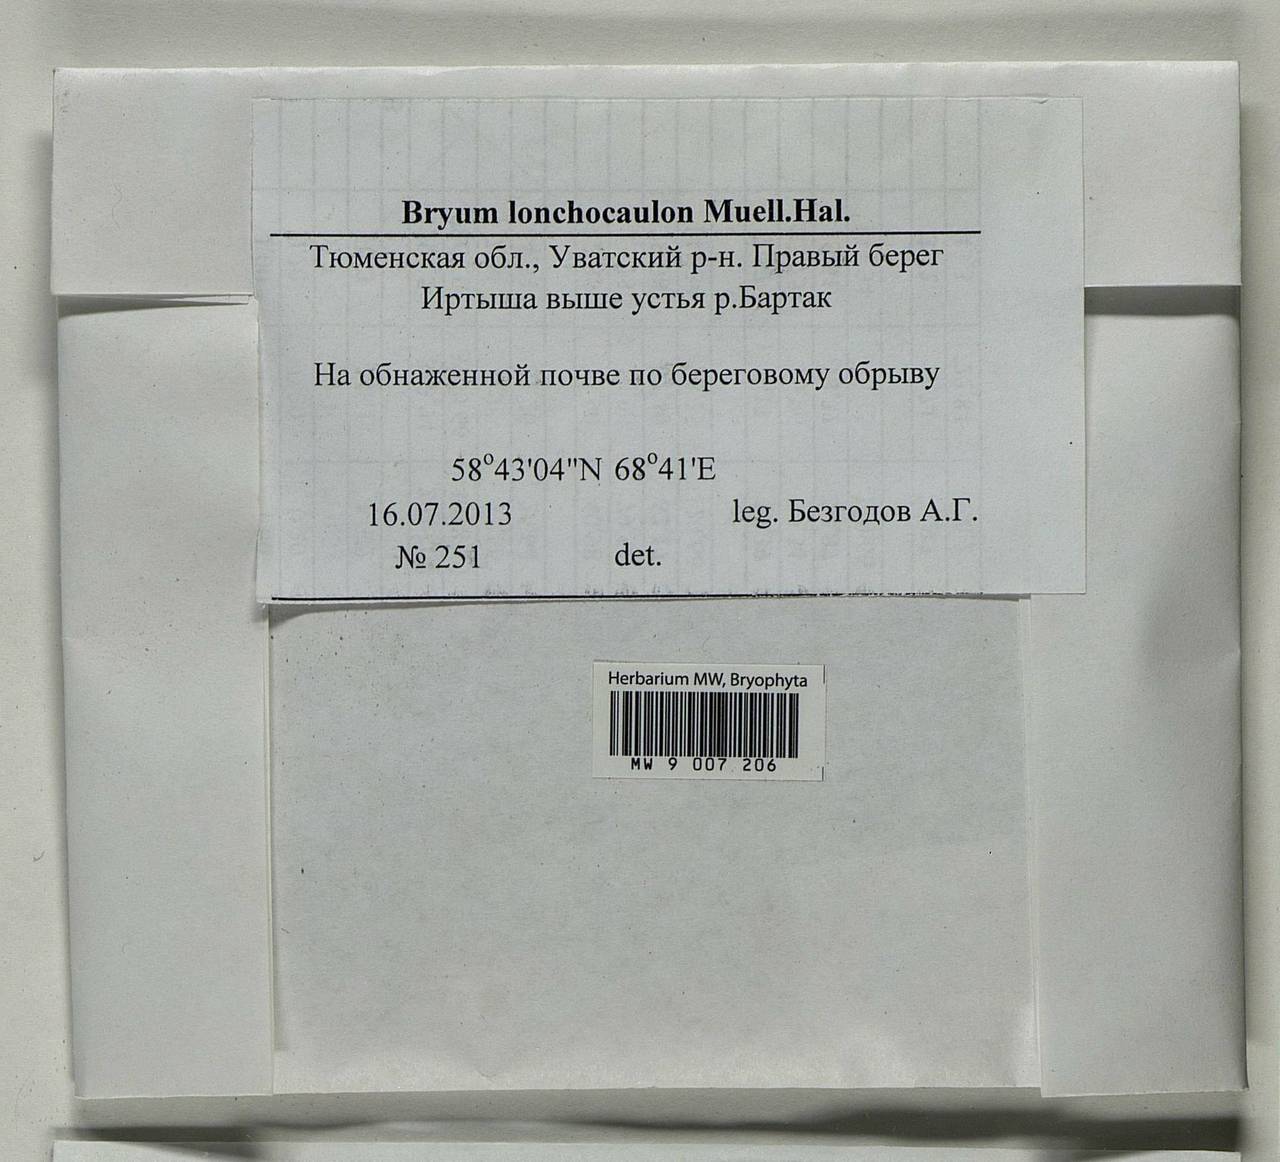 Bryum lonchocaulon Muell.Hal.
Тюменская обл., Уватский р-н. Правый берег
Иртыша выше устья р.Бартак
На обнаженной почве по береговому обрыву
58°43'04"N 68°41'E
16.07.2013 leg. Безгодов А.Г.
№ 251 det.
Herbarium MW, Bryophyta
MW 9 007 206